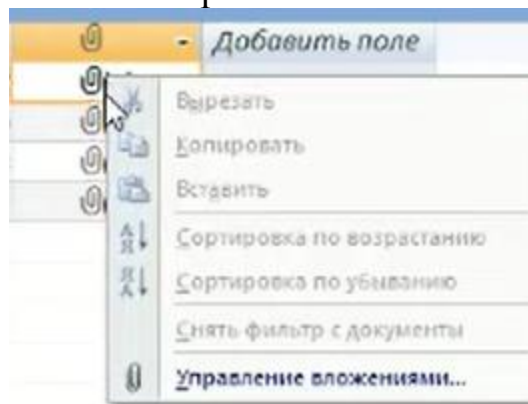 Добавить поле
Вырезать
Копировать
Вставить
Сортировка по возрастанию
Сортировка по убыванию
Снять фильтр с документы
Управление вложениями...